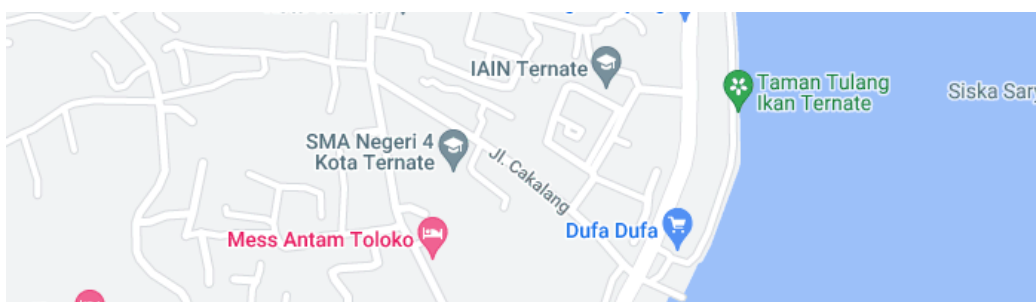 IAIN Ternate
Taman Tulang
Ikan Ternate
Siska Sary
SMA Negeri 4
Kota Ternate
Jl. Cakalang
Dufa Dufa
Mess Antam Toloko